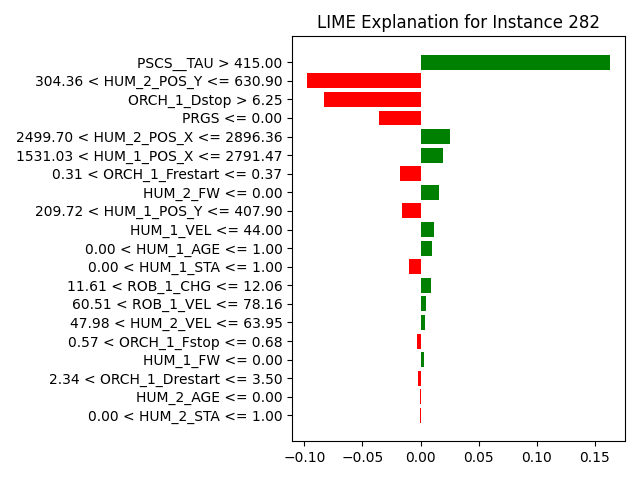 LIME Explanation for Instance 282
PSCS__TAU > 415.00
304.36 < HUM_2_POS_Y <= 630.90
ORCH_1_Dstop > 6.25
PRGS <= 0.00
2499.70 < HUM_2_POS_X <= 2896.36
1531.03 < HUM_1_POS_X <= 2791.47
0.31 < ORCH_1_Frestart <= 0.37
HUM_2_FW <= 0.00
209.72 < HUM_1_POS_Y <= 407.90
HUM_1_VEL <= 44.00
0.00 < HUM_1_AGE <= 1.00
0.00 < HUM_1_STA <= 1.00
11.61 < ROB_1_CHG <= 12.06
60.51 < ROB_1_VEL <= 78.16
47.98 < HUM_2_VEL <= 63.95
0.57 < ORCH_1_Fstop <= 0.68
HUM_1_FW <= 0.00
2.34 < ORCH_1_Drestart <= 3.50
HUM_2_AGE <= 0.00
0.00 < HUM_2_STA <= 1.00
−0.10 −0.05 0.00 0.05 0.10 0.15